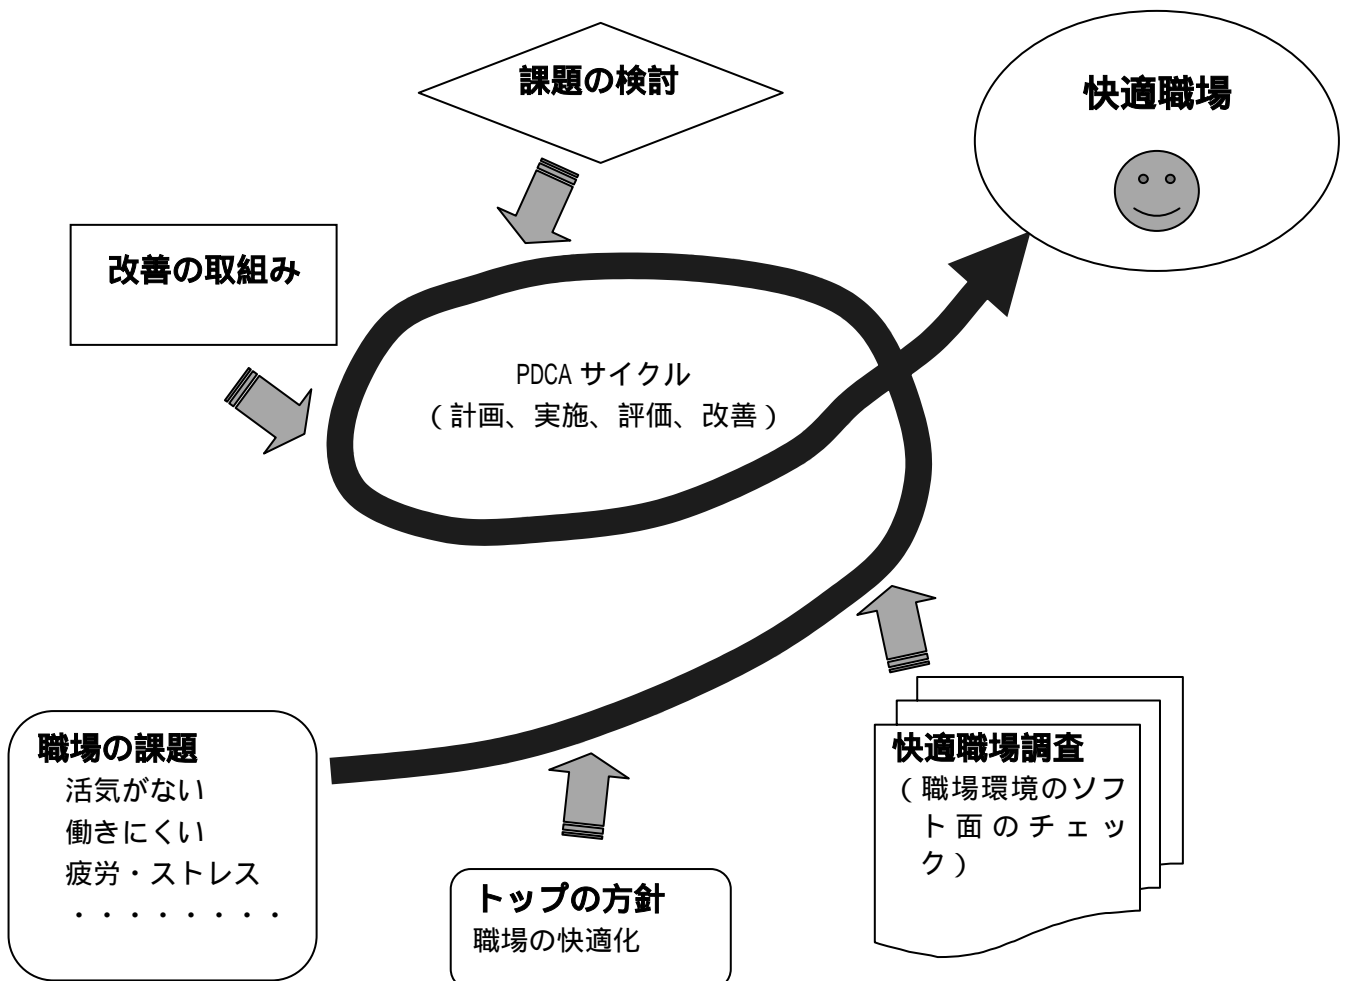 課題の検討
快適職場
改善の取組み
PDCA サイクル
（計画、実施、評価、改善）
職場の課題
活気がない
働きにくい
疲労・ストレス
・・・・・・・・
トップの方針
職場の快適化
快適職場調査
（職場環境のソフ
ト面のチェッ
ク）